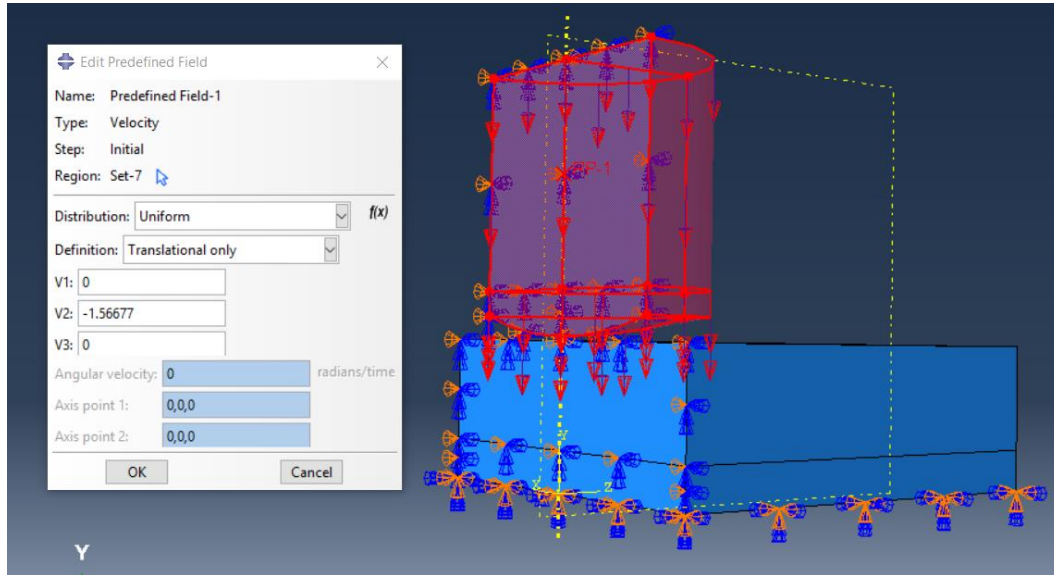 Edit Predefined Field
Name: Predefined Field-1
Type: Velocity
Step: Initial
Region: Set-7
Distribution: Uniform f(x)
Definition: Translational only
V1: 0
V2: -1.56677
V3: 0
Angular velocity: 0 radians/time
Axis point 1: 0,0,0
Axis point 2: 0,0,0
OK Cancel
RP-1
Y
X Z
Y